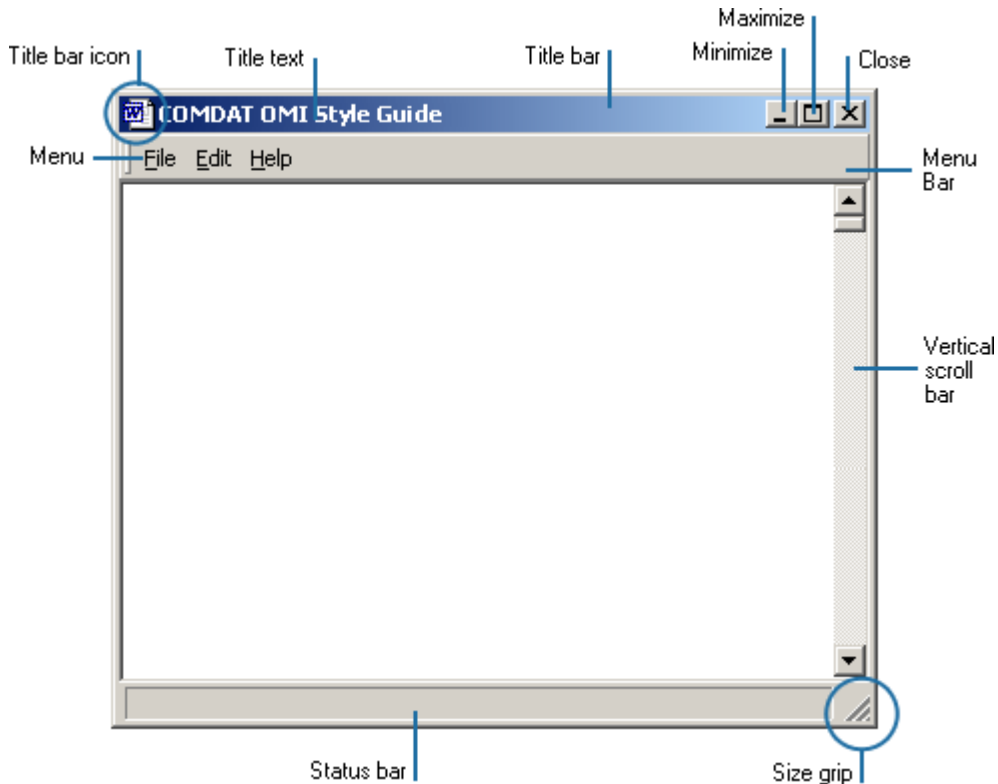 Maximize
Minimize
Title bar icon
Title text
Title bar
Close
COMDAT OMI Style Guide
Menu
File Edit Help
Menu
Bar
Vertical
scroll
bar
Status bar
Size grip